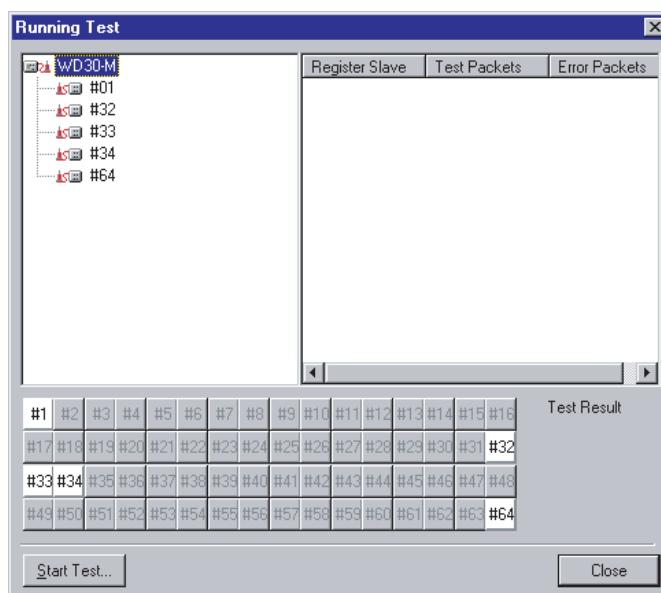 Running Test
WD30-M
#01
#32
#33
#34
#64
Register Slave Test Packets Error Packets
#1 #2 #3 #4 #5 #6 #7 #8 #9 #10 #11 #12 #13 #14 #15 #16
#17 #18 #19 #20 #21 #22 #23 #24 #25 #26 #27 #28 #29 #30 #31 #32
#33 #34 #35 #36 #37 #38 #39 #40 #41 #42 #43 #44 #45 #46 #47 #48
#49 #50 #51 #52 #53 #54 #55 #56 #57 #58 #59 #60 #61 #62 #63 #64
Test Result
Start Test...
Close